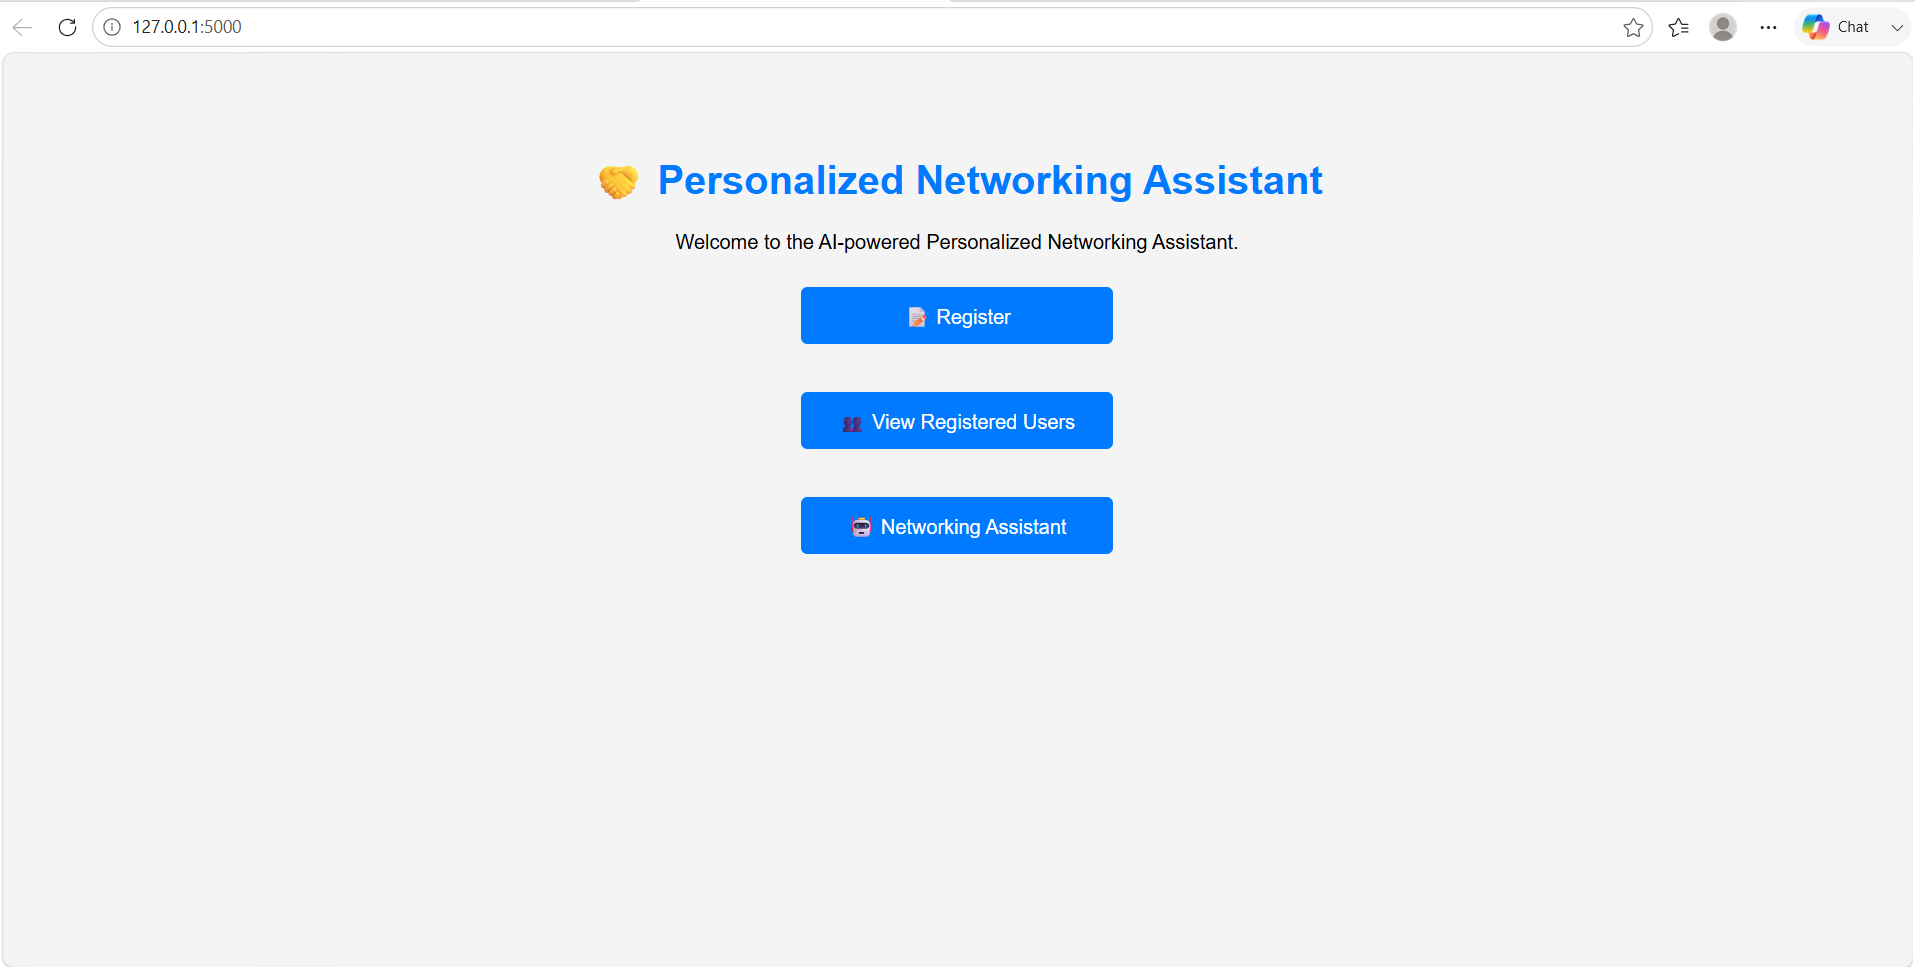 127.0.0.1:5000
Chat
Personalized Networking Assistant
Welcome to the AI-powered Personalized Networking Assistant.
Register
View Registered Users
Networking Assistant